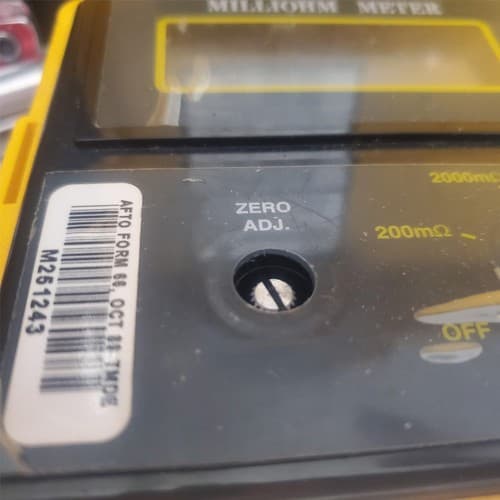 MILLIOHM METER
2000mΩ
ZERO
ADJ.
200mΩ
OFF
AFTO FORM 66, OCT 88 TMDE
M251243